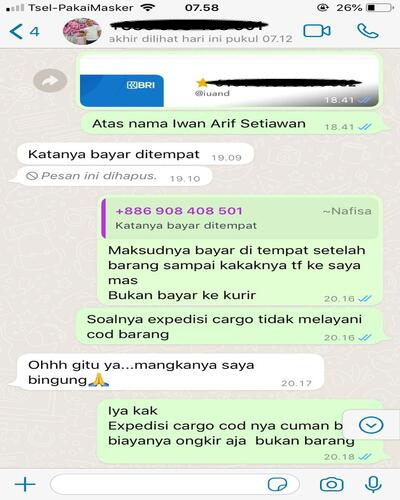 Tsel-PakaiMasker 07.58 26%
4
akhir dilihat hari ini pukul 07.12
BRI
@iuand
18.41
Atas nama Iwan Arif Setiawan 18.41
Katanya bayar ditempat 19.09
Pesan ini dihapus. 19.10
+886 908 408 501 ~Nafisa
Katanya bayar ditempat
Maksudnya bayar di tempat setelah
barang sampai kakaknya tf ke saya
mas
Bukan bayar ke kurir 20.16
Soalnya expedisi cargo tidak melayani
cod barang 20.16
Ohhh gitu ya...mangkanya saya
bingung🙏 20.17
Iya kak
Expedisi cargo cod nya cuman b
biayanya ongkir aja bukan barang
20.18